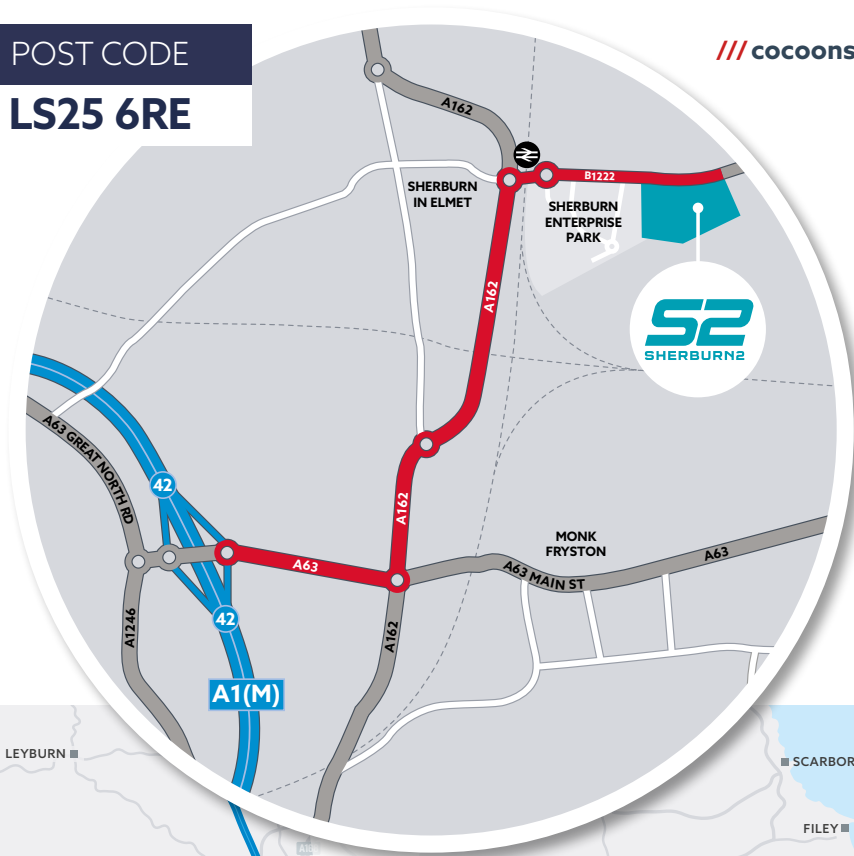 POST CODE
LS25 6RE
/// cocoons
A162
B1222
SHERBURN
IN ELMET
SHERBURN
ENTERPRISE
PARK
A162
S2
SHERBURN2
A63 GREAT NORTH RD
42
A162
MONK
FRYSTON
A63
A63
A63 MAIN ST
42
A1246
A162
A1(M)
LEYBURN
SCARBOR
FILEY